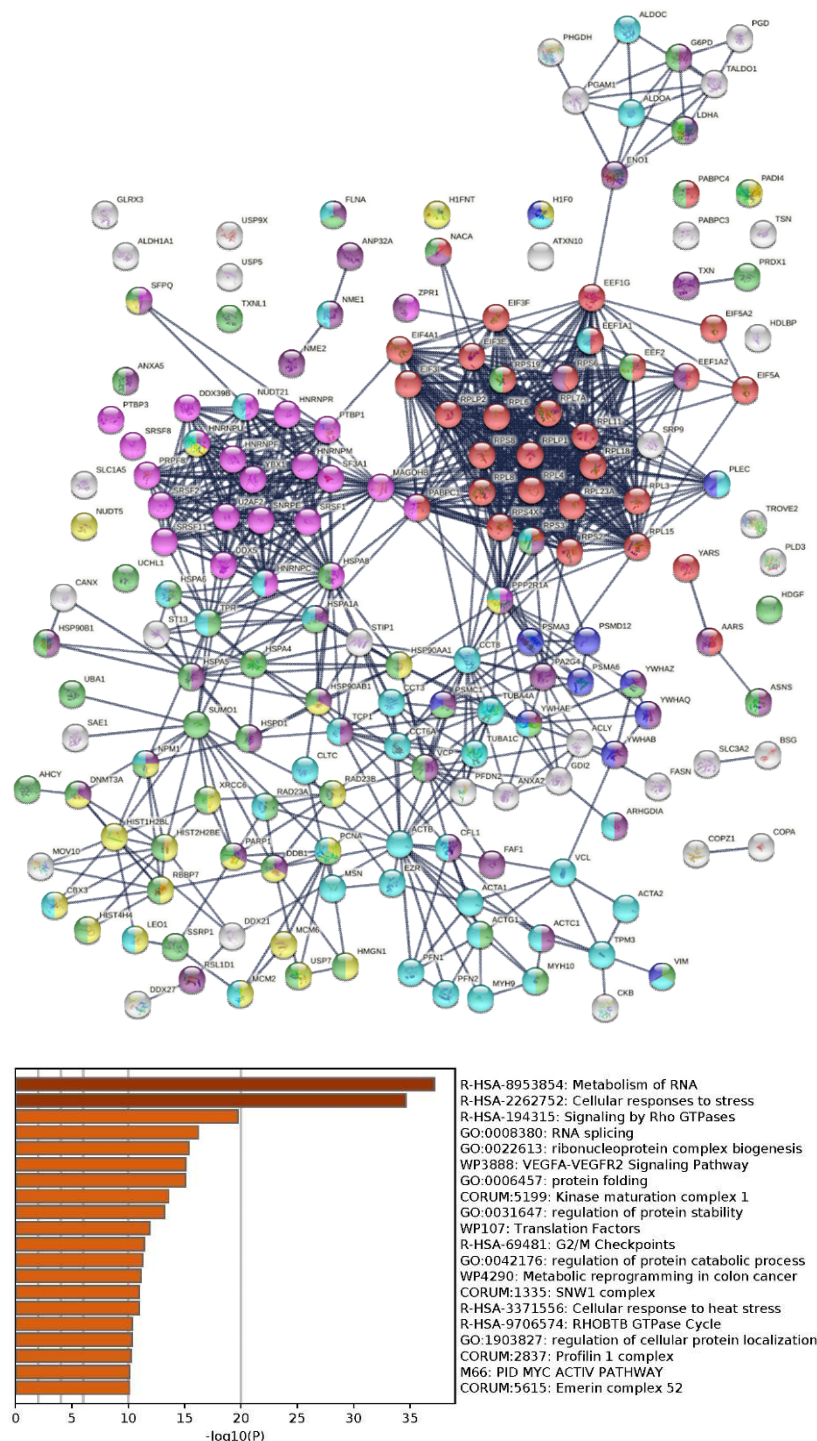 ALDOC
PGD
PHGDH
G6PD
TALDO1
PGAM1
ALDOA
LDHA
ENO1
PABPC4
PADI4
GLRX3
USP9X
FLNA
H1FNT
H1F0
PABPC3
TSN
ALDH1A1
USP5
ANP32A
NACA
ATXN10
TXN
PRDX1
SFPQ
TXNL1
NME1
ZPR1
EIF3F
EEF1G
EIF5A2
HDLBP
NME2
EIF4A1
EIF3E
EEF1A1
ANXA5
EIF3I
RPS19
RPS6
EEF2
EEF1A2
EIF5A
PTBP3
DDX39B
NUDT21
HNRNPR
PTBP1
RPLP2
RPL6
RPL7A
RPL11
SRP9
SRSF8
HNRNPU
HNRNPF
HNRNPM
RPS8
RPLP1
RPL18
SLC1A5
PRPF8
YBX1
SF3A1
MAGOHB
RPL8
RPL4
RPL23A
RPL3
PLEC
NUDT5
SRSF2
U2AF2
SNRPE
SRSF1
PABPC1
RPS4X
RPS3
RPS2
RPL15
TROVE2
SRSF11
DDX5
PLD3
UCHL1
HNRNPC
HSPA8
PPP2R1A
YARS
HDGF
CANX
HSPA6
TPR
HSPA1A
STIP1
CCT8
PSMA3
PSMD12
AARS
HSP90B1
ST13
HSPA4
HSP90AA1
PA2G4
PSMA6
YWHAZ
ASNS
UBA1
HSPA5
HSP90AB1
CCT3
PSMC1
TUBA4A
YWHAQ
SAE1
SUMO1
HSPD1
TCP1
CCT6A
TUBA1C
YWHAE
ACLY
YWHAB
SLC3A2
BSG
NPM1
CLTC
VCP
PFDN2
ANXA2
GDI2
FASN
AHCY
DNMT3A
XRCC6
RAD23A
RAD23B
ARHGDIA
HIST1H2BL
HIST2H2BE
PARP1
DDB1
PCNA
ACTB
CFL1
FAF1
VCL
COPZ1
COPA
MOV10
RBBP7
MSN
EZR
ACTA1
ACTA2
CBX3
HIST4H4
LEO1
SSRP1
DDX21
MCM6
ACTG1
ACTC1
TPM3
RSL1D1
MCM2
USP7
HMGN1
PFN1
PFN2
MYH9
MYH10
VIM
DDX27
CKB
R-HSA-8953854: Metabolism of RNA
R-HSA-2262752: Cellular responses to stress
R-HSA-194315: Signaling by Rho GTPases
GO:0008380: RNA splicing
GO:0022613: ribonucleoprotein complex biogenesis
WP3888: VEGFA-VEGFR2 Signaling Pathway
GO:0006457: protein folding
CORUM:5199: Kinase maturation complex 1
GO:0031647: regulation of protein stability
WP107: Translation Factors
R-HSA-69481: G2/M Checkpoints
GO:0042176: regulation of protein catabolic process
WP4290: Metabolic reprogramming in colon cancer
CORUM:1335: SNW1 complex
R-HSA-3371556: Cellular response to heat stress
R-HSA-9706574: RHOBTB GTPase Cycle
GO:1903827: regulation of cellular protein localization
CORUM:2837: Profilin 1 complex
M66: PID MYC ACTIV PATHWAY
CORUM:5615: Emerin complex 52
0 5 10 15 20 25 30 35
-log10(P)